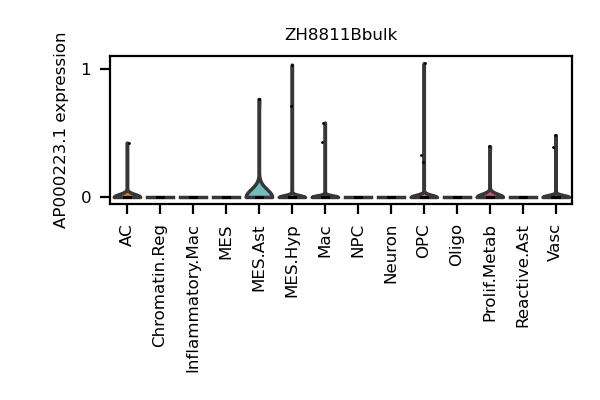 ZH8811Bbulk
AP000223.1 expression
1
0
AC
Chromatin.Reg
Inflammatory.Mac
MES
MES.Ast
MES.Hyp
Mac
NPC
Neuron
OPC
Oligo
Prolif.Metab
Reactive.Ast
Vasc